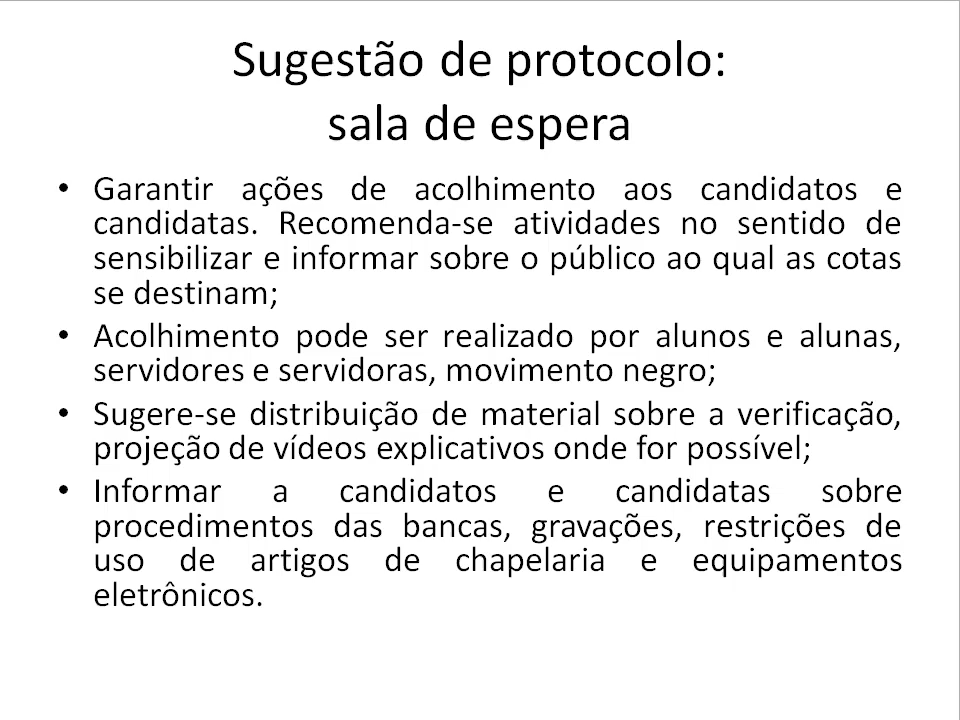 Sugestão de protocolo:
sala de espera
• Garantir ações de acolhimento aos candidatos e
candidatas. Recomenda-se atividades no sentido de
sensibilizar e informar sobre o público ao qual as cotas
se destinam;
• Acolhimento pode ser realizado por alunos e alunas,
servidores e servidoras, movimento negro;
• Sugere-se distribuição de material sobre a verificação,
projeção de vídeos explicativos onde for possível;
• Informar a candidatos e candidatas sobre
procedimentos das bancas, gravações, restrições de
uso de artigos de chapelaria e equipamentos
eletrônicos.